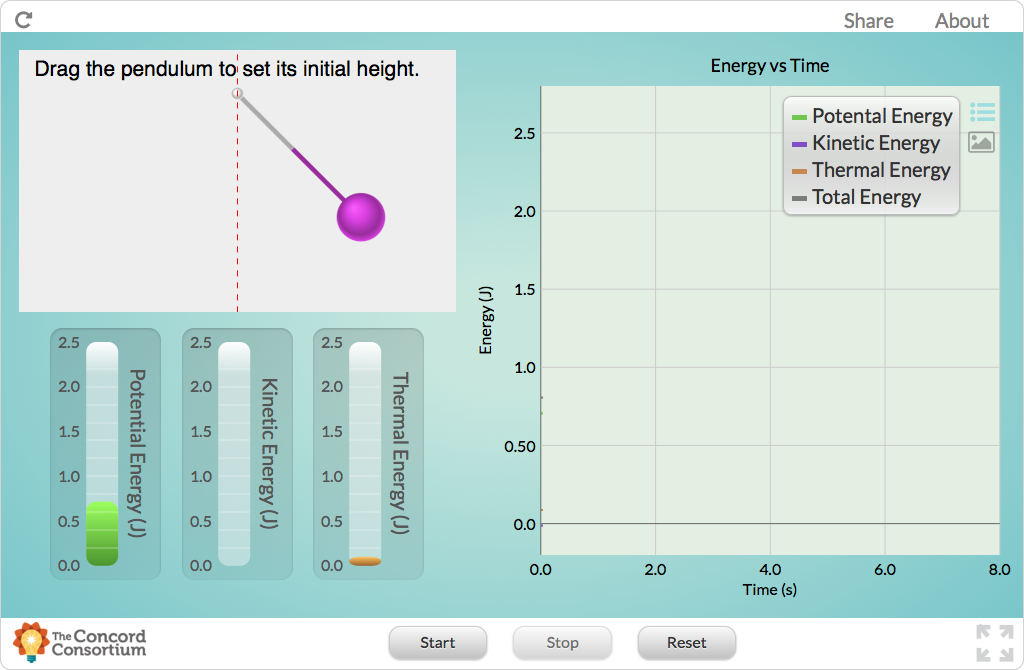 Share About
Drag the pendulum to set its initial height.
Energy vs Time
Potental Energy
Kinetic Energy
Thermal Energy
Total Energy
2.5
2.0
1.5
1.0
0.50
0.0
Energy (J)
0.0 2.0 4.0 6.0 8.0
Time (s)
2.5
2.0
1.5
1.0
0.5
0.0
Potential Energy (J)
2.5
2.0
1.5
1.0
0.5
0.0
Kinetic Energy (J)
2.5
2.0
1.5
1.0
0.5
0.0
Thermal Energy (J)
The Concord
Consortium
Start Stop Reset